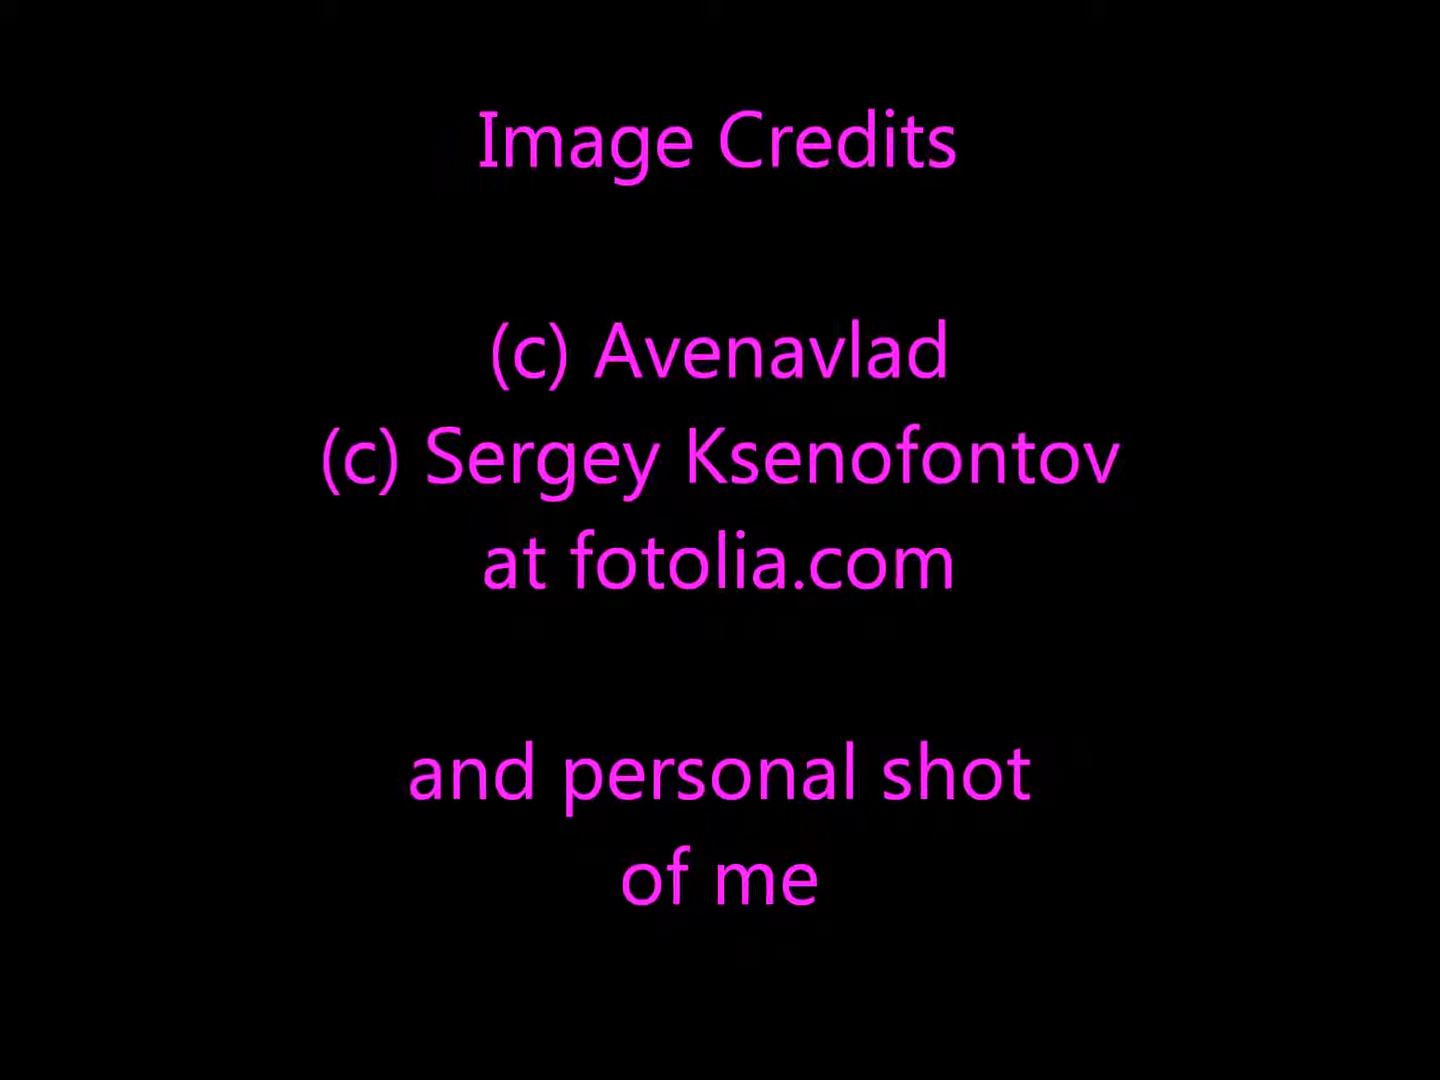 Image Credits
(c) Avenavlad
(c) Sergey Ksenofontov
at fotolia.com
and personal shot
of me